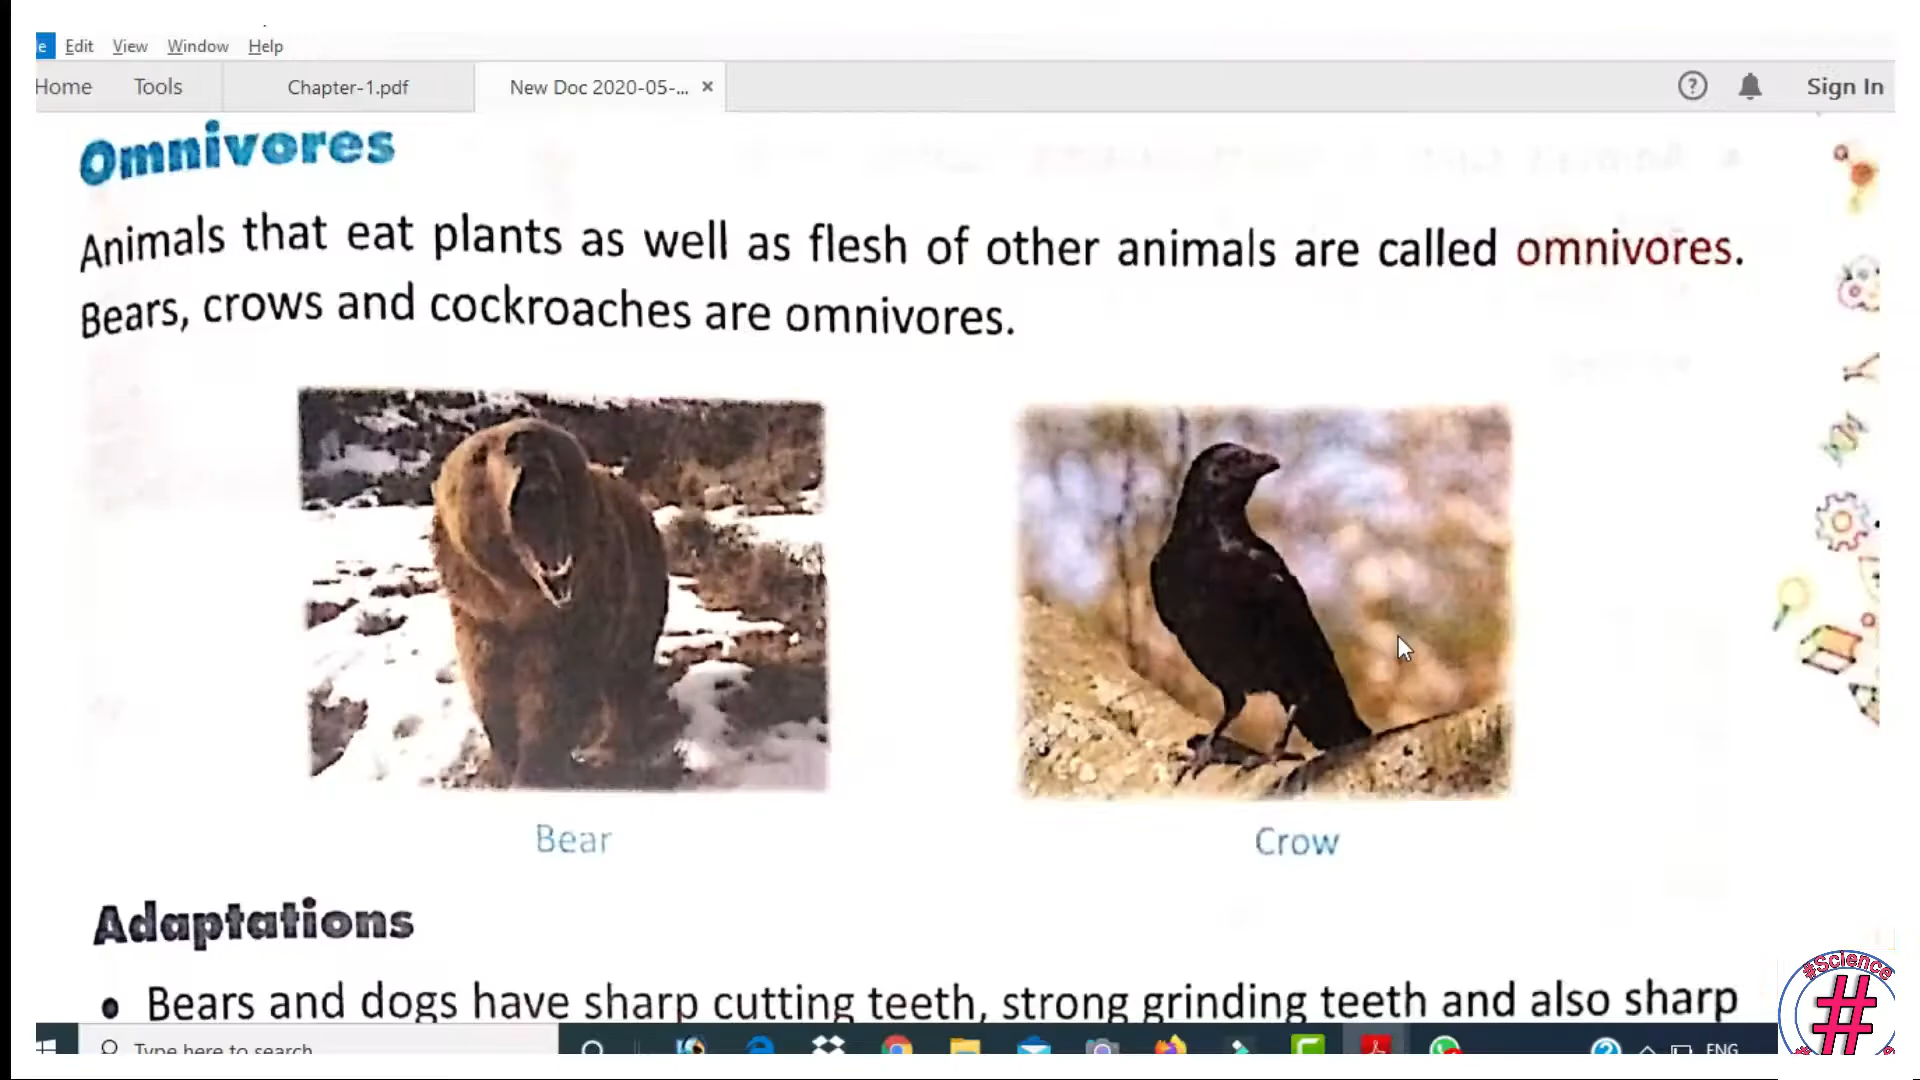 Edit View Window Help
Home Tools Chapter-1.pdf New Doc 2020-05-... × ? Sign In
Omnivores
Animals that eat plants as well as flesh of other animals are called omnivores.
Bears, crows and cockroaches are omnivores.
Bear Crow
Adaptations
• Bears and dogs have sharp cutting teeth, strong grinding teeth and also sharp
#Science
#
Type here to search ENG